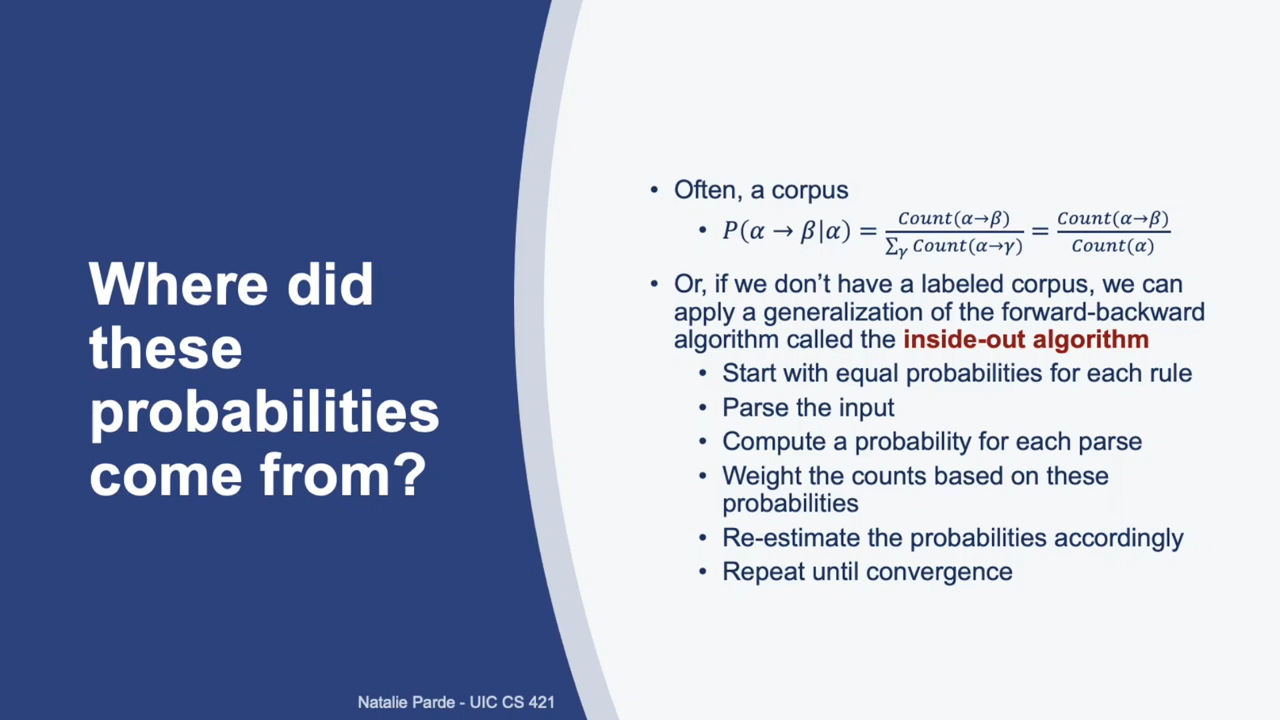 Where did
these
probabilities
come from?
• Often, a corpus
• P(α → β|α) = Count(α→β) / ∑γ Count(α→γ) = Count(α→β) / Count(α)
• Or, if we don’t have a labeled corpus, we can
apply a generalization of the forward-backward
algorithm called the inside-out algorithm
• Start with equal probabilities for each rule
• Parse the input
• Compute a probability for each parse
• Weight the counts based on these
probabilities
• Re-estimate the probabilities accordingly
• Repeat until convergence
Natalie Parde - UIC CS 421